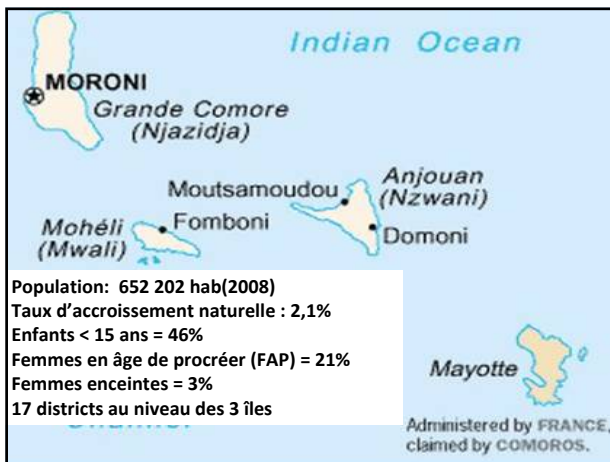 Indian Ocean
MORONI
Grande Comore
(Njazidja)
Anjouan
(Nzwani)
Moutsamoudou
Mohéli
(Mwali)
Fomboni
Domoni
Population: 652 202 hab(2008)
Taux d'accroissement naturelle : 2,1%
Enfants < 15 ans = 46%
Femmes en âge de procréer (FAP) = 21%
Femmes enceintes = 3%
17 districts au niveau des 3 îles
Mayotte
Administered by FRANCE,
claimed by COMOROS.